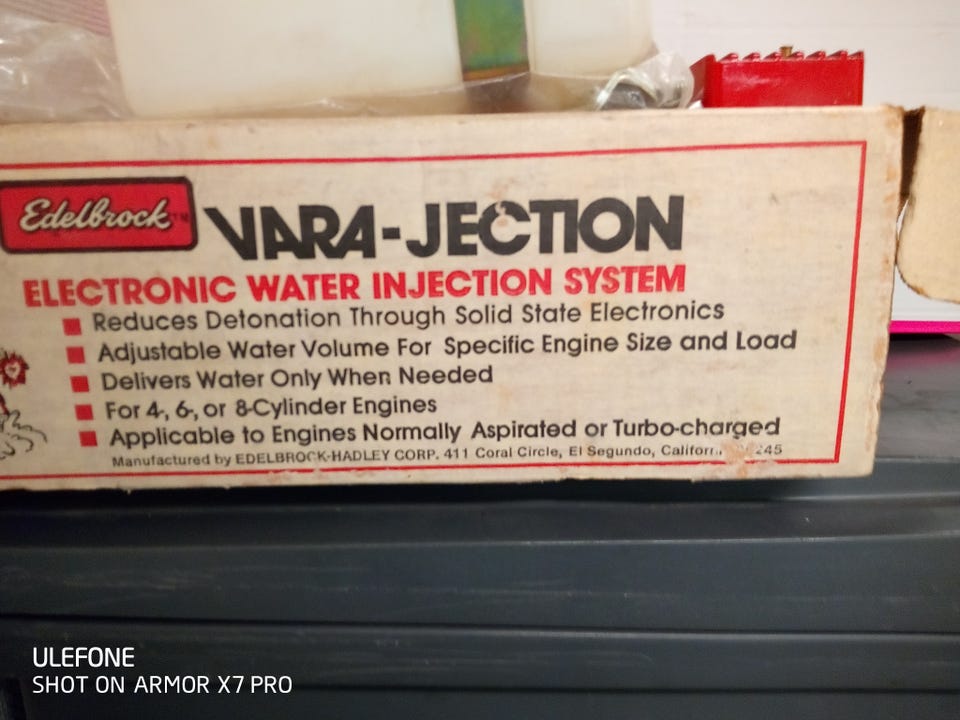 Edelbrock™
VARA-JECTION
ELECTRONIC WATER INJECTION SYSTEM
Reduces Detonation Through Solid State Electronics
Adjustable Water Volume For Specific Engine Size and Load
Delivers Water Only When Needed
For 4-, 6-, or 8-Cylinder Engines
Applicable to Engines Normally Aspirated or Turbo-charged
Manufactured by EDELBROCK-HADLEY CORP. 411 Coral Circle, El Segundo,
ULEFONE
SHOT ON ARMOR X7 PRO